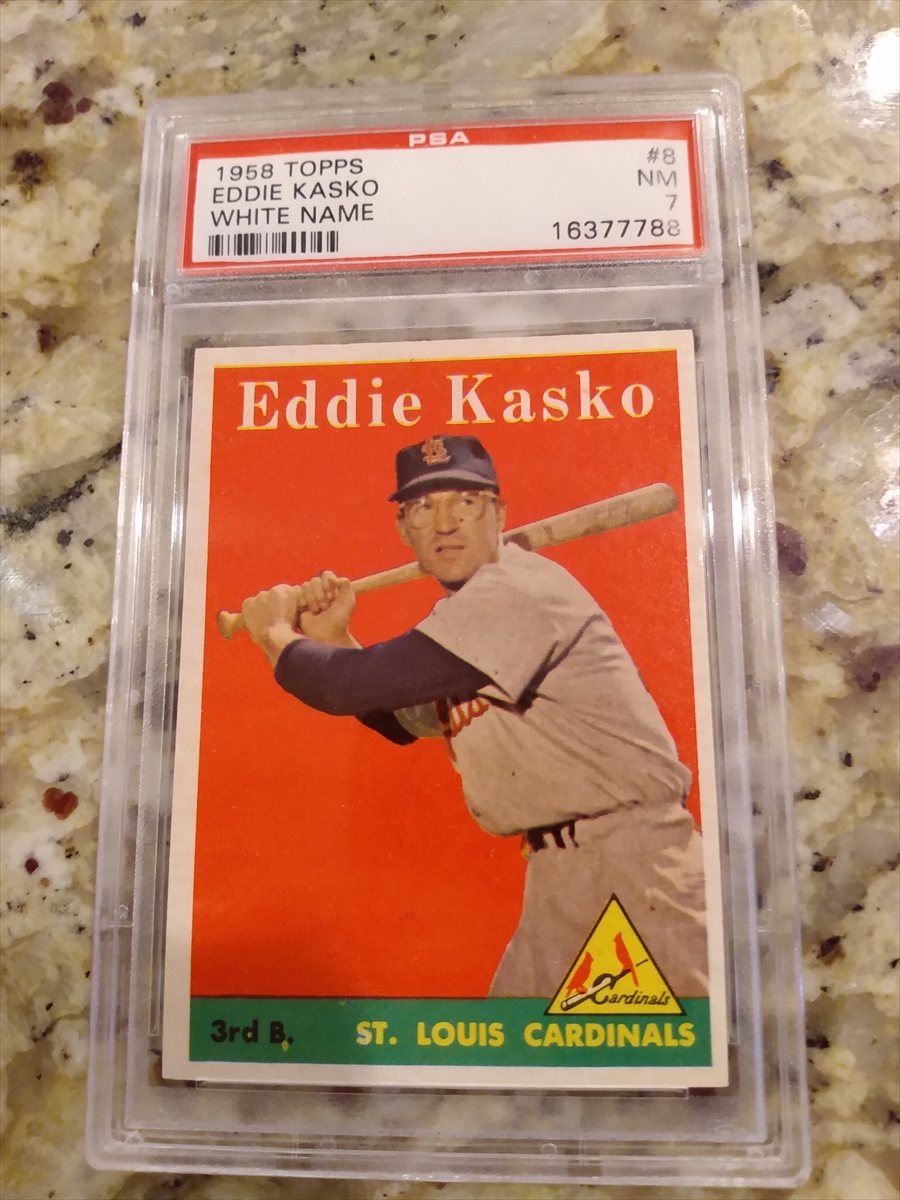 PSA
1958 TOPPS #8
EDDIE KASKO NM
WHITE NAME 7
16377788
Eddie Kasko
Cardinals
3rd B. ST. LOUIS CARDINALS